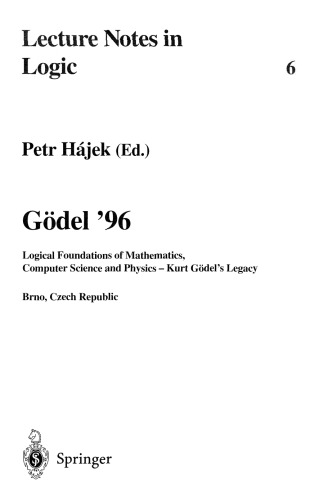 Lecture Notes in
Logic
6
Petr Hájek (Ed.)
Gödel ’96
Logical Foundations of Mathematics,
Computer Science and Physics – Kurt Gödel’s Legacy
Brno, Czech Republic
Springer